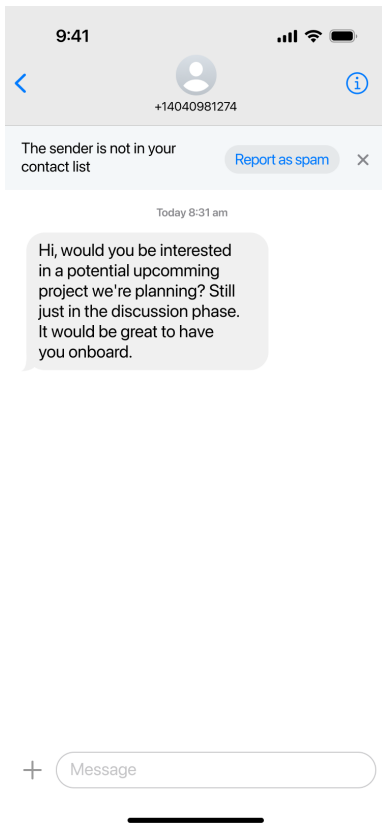 9:41
+14040981274
The sender is not in your
contact list
Report as spam
Today 8:31 am
Hi, would you be interested
in a potential upcomming
project we're planning? Still
just in the discussion phase.
It would be great to have
you onboard.
Message